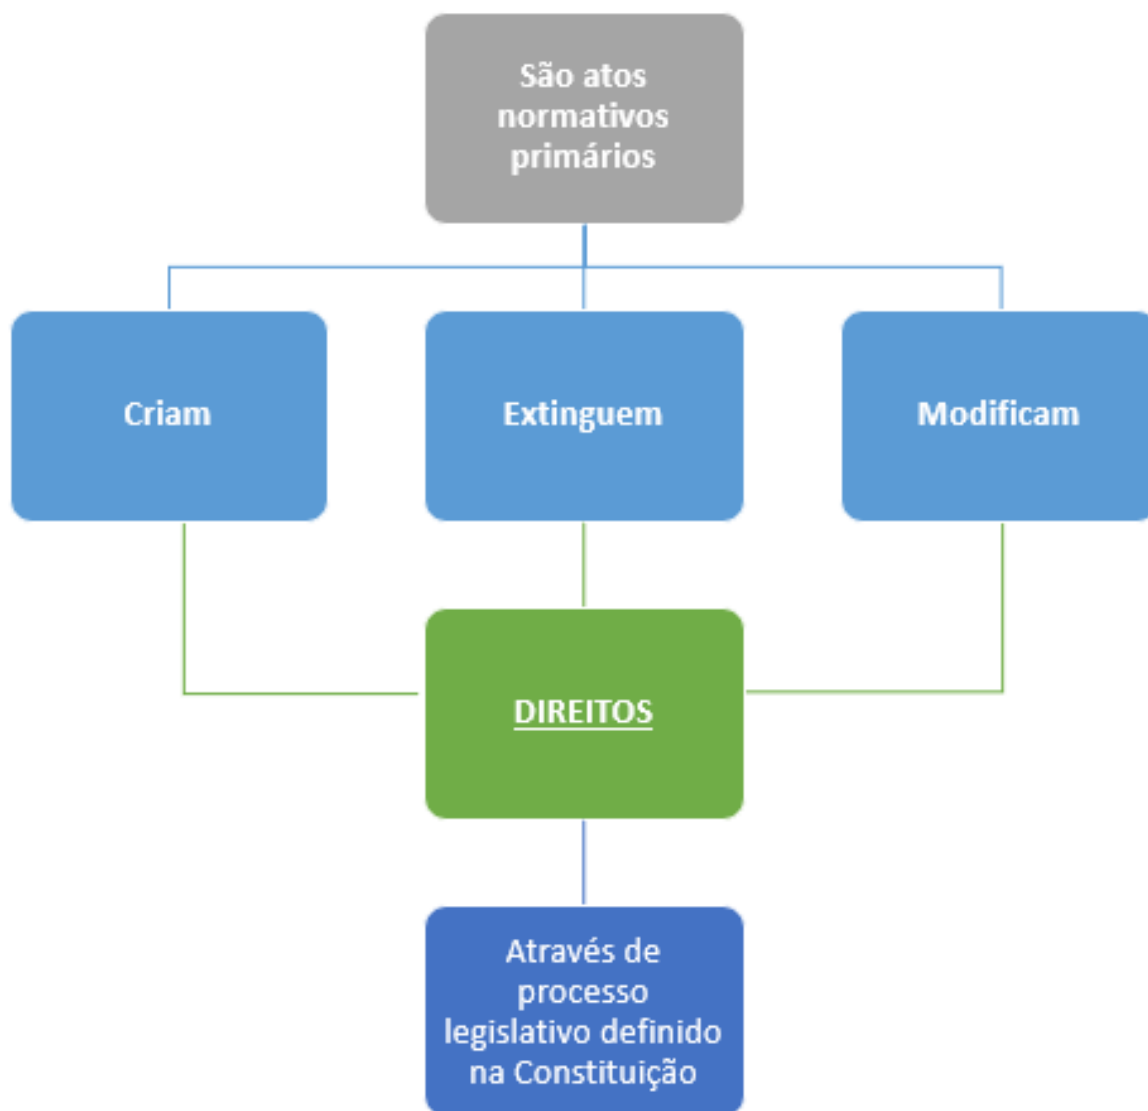 São atos
normativos
primários
Criam
Extinguem
Modificam
DIREITOS
Através de
processo
legislativo definido
na Constituição